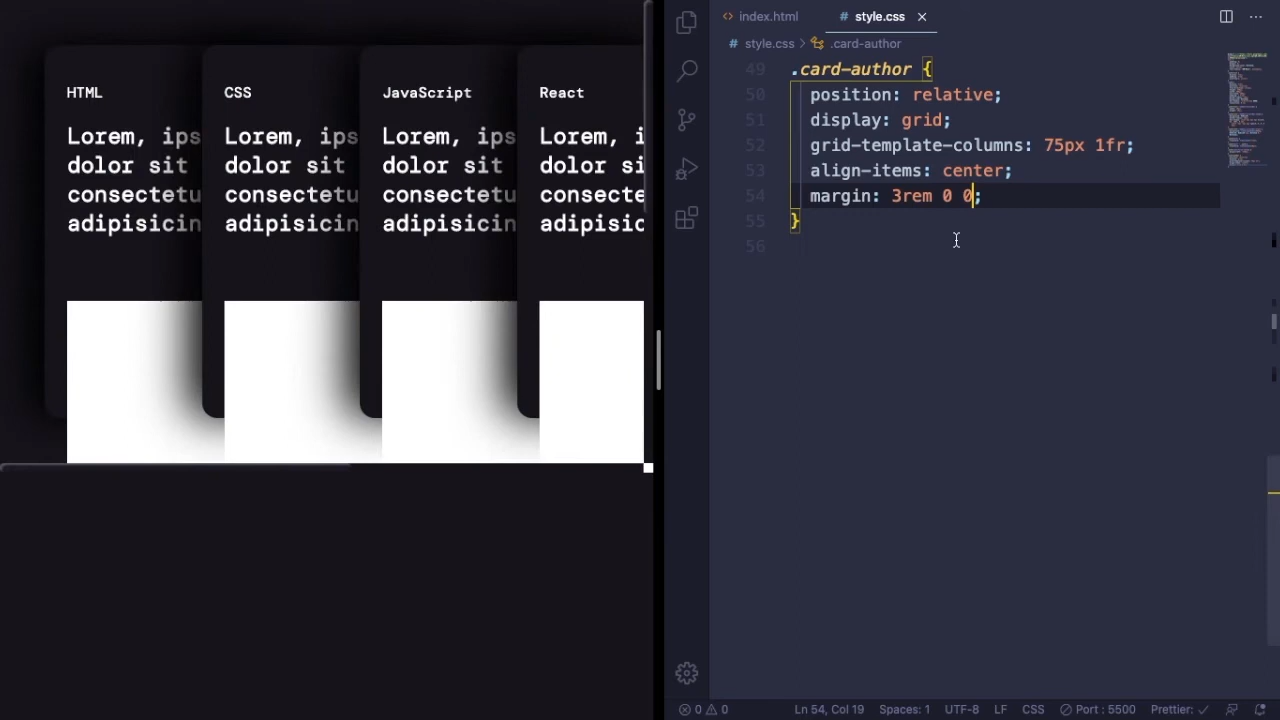 HTML
Lorem, ips
dolor sit
consectetu
adipisicin
CSS
Lorem, ips
dolor sit
consectetu
adipisicin
JavaScript
Lorem, ips
dolor sit
consectetu
adipisicin
React
Lorem, i
dolor si
consecte
adipisic
index.html
# style.css
# style.css > .card-author
49 .card-author {
50 position: relative;
51 display: grid;
52 grid-template-columns: 75px 1fr;
53 align-items: center;
54 margin: 3rem 0 0;
55 }
56
0 0 Ln 54, Col 19 Spaces: 1 UTF-8 LF CSS Port : 5500 Prettier: